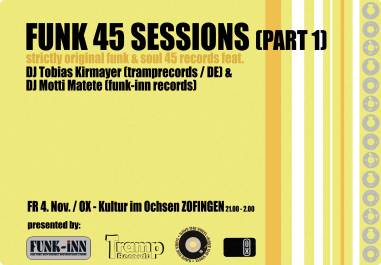 FUNK 45 SESSIONS (PART 1)
strictly original funk & soul 45 records feat.
DJ Tobias Kirmayer (tramprecords / DE) &
DJ Motti Matete (funk-inn records)
FR 4. Nov. / OX - Kultur im Ochsen ZOFINGEN 21.00 - 2.00
presented by:
FUNK-iNN
Tramp
Records
OX